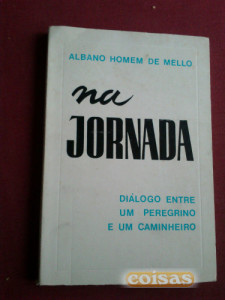 ALBANO HOMEM DE MELLO
na
JORNADA
DIÁLOGO ENTRE
UM PEREGRINO
E UM CAMINHEIRO
coisas